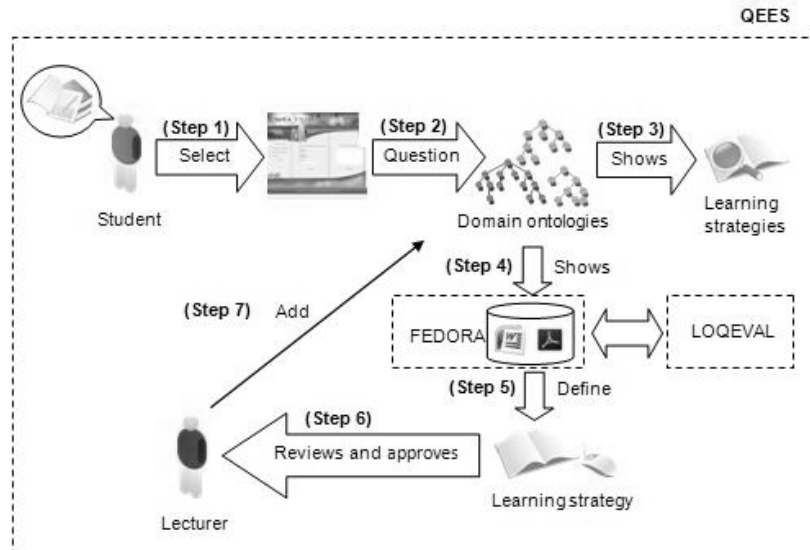 QEES
(Step 1)
Select
(Step 2)
Question
(Step 3)
Shows
Student
Domain ontologies
Learning
strategies
(Step 4) Shows
(Step 7) Add
FEDORA
LOQEVAL
(Step 5) Define
(Step 6)
Reviews and approves
Learning strategy
Lecturer